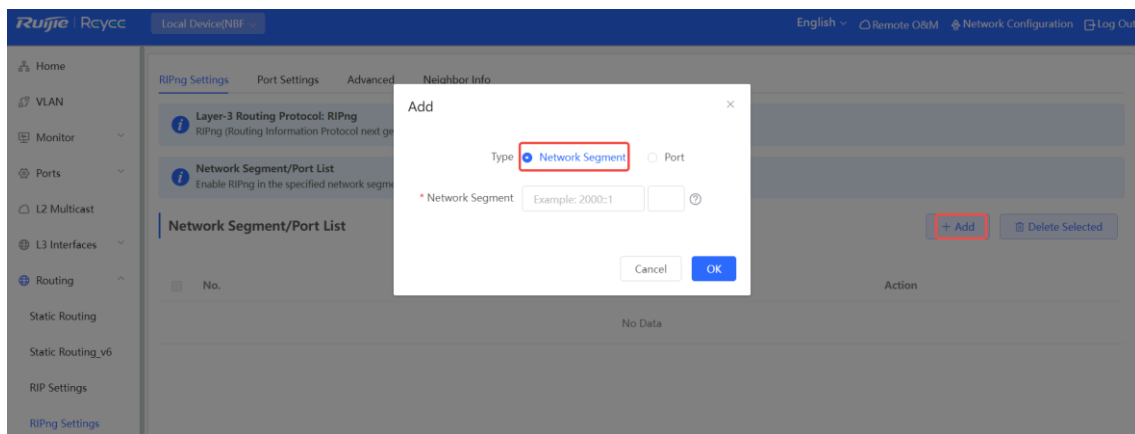 Ruijie | Rcycc Local Device(NBF English Remote O&M Network Configuration Log Out
Home
VLAN
Monitor
Ports
L2 Multicast
L3 Interfaces
Routing
Static Routing
Static Routing_v6
RIP Settings
RIPng Settings
RIPng Settings Port Settings Advanced Neighbor Info
Layer-3 Routing Protocol: RIPng
RIPng (Routing Information Protocol next ge
Network Segment/Port List
Enable RIPng in the specified network segme
Network Segment/Port List
+ Add Delete Selected
No. Action
No Data
Add
Type Network Segment Port
* Network Segment Example: 2000::1
Cancel OK